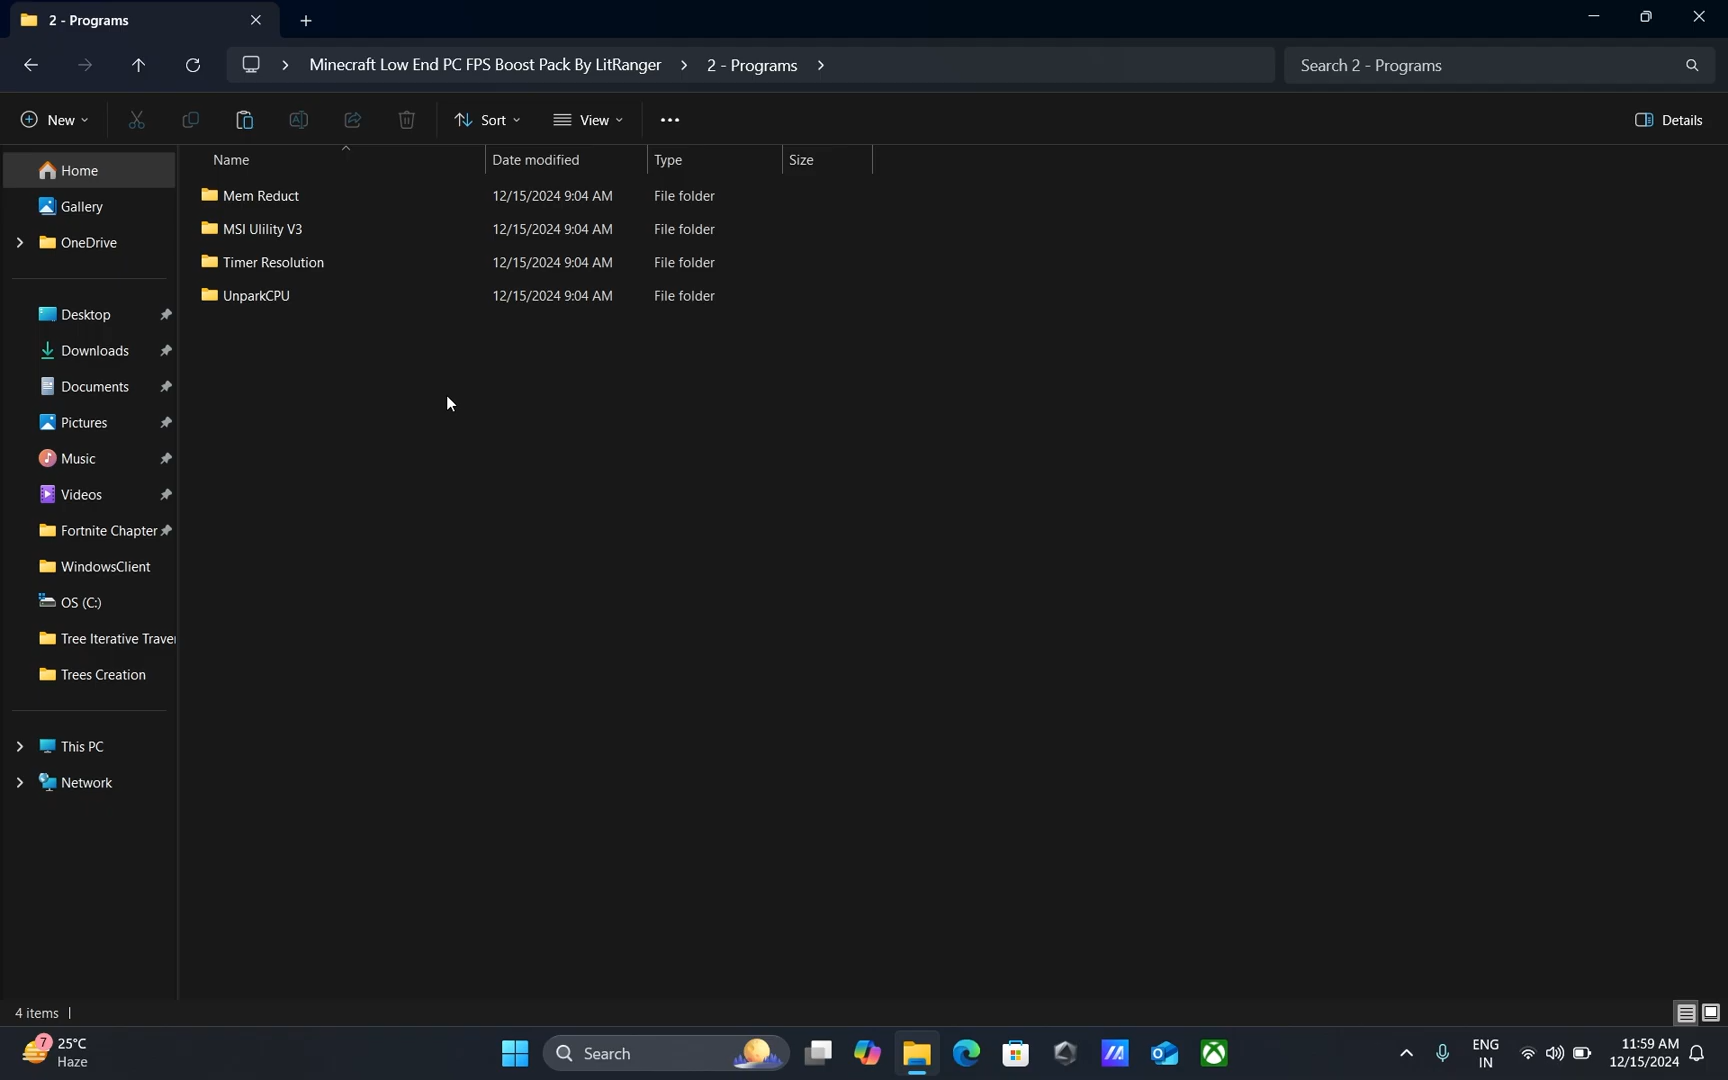 2 - Programs
Minecraft Low End PC FPS Boost Pack By LitRanger 2 - Programs
Search 2 - Programs
New
Sort
View
Details
Name Date modified Type Size
Mem Reduct 12/15/2024 9:04 AM File folder
MSI Ulility V3 12/15/2024 9:04 AM File folder
Timer Resolution 12/15/2024 9:04 AM File folder
UnparkCPU 12/15/2024 9:04 AM File folder
Home
Gallery
OneDrive
Desktop
Downloads
Documents
Pictures
Music
Videos
Fortnite Chapter
WindowsClient
OS (C:)
Tree Iterative Traver
Trees Creation
This PC
Network
4 items
7
25°C
Haze
Search
ENG
IN
11:59 AM
12/15/2024